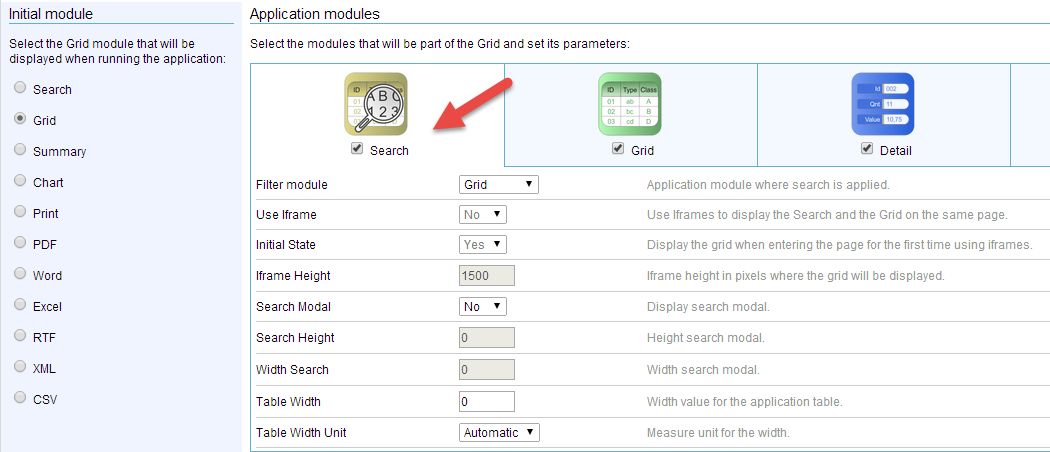 Initial module
Select the Grid module that will be
displayed when running the application:
Search
Grid
Summary
Chart
Print
PDF
Word
Excel
RTF
XML
CSV
Application modules
Select the modules that will be part of the Grid and set its parameters:
ID
01
02
03
Class
A B C
1 2 3
Search
ID Type Class
01 ab A
02 bc B
03 cd D
Grid
Id 002
Qnt 11
Value 10,75
Detail
Filter module Grid Application module where search is applied.
Use Iframe No Use Iframes to display the Search and the Grid on the same page.
Initial State Yes Display the grid when entering the page for the first time using iframes.
Iframe Height 1500 Iframe height in pixels where the grid will be displayed.
Search Modal No Display search modal.
Search Height 0 Height search modal.
Width Search 0 Width search modal.
Table Width 0 Width value for the application table.
Table Width Unit Automatic Measure unit for the width.